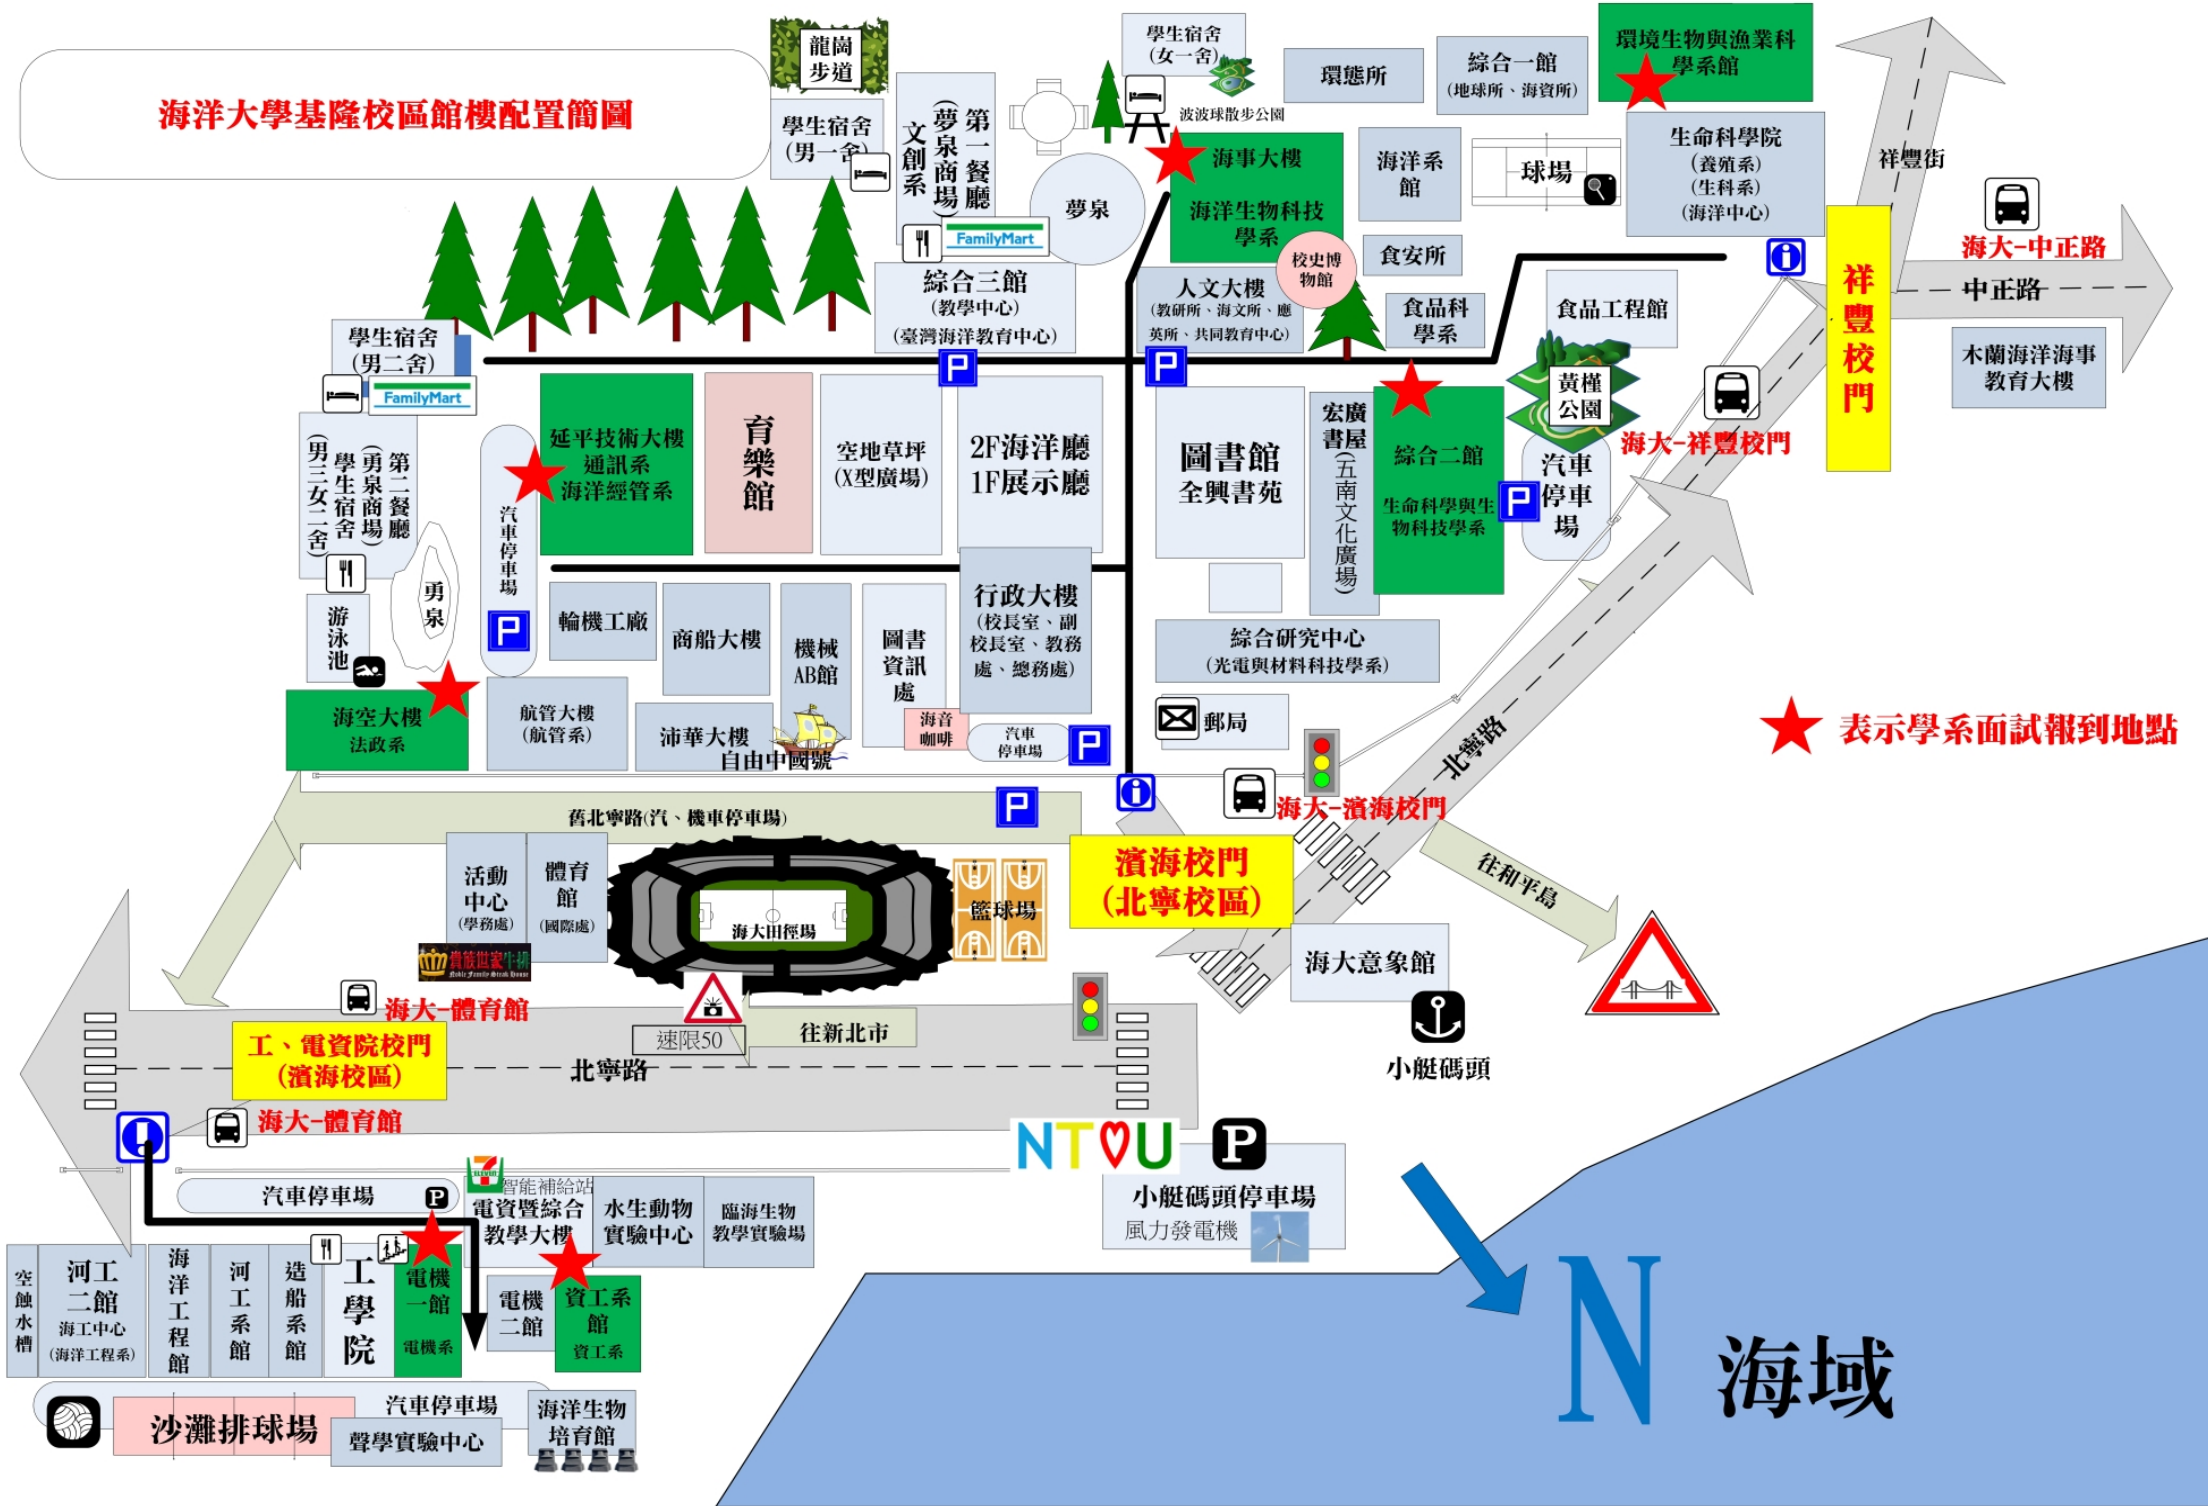 海洋大學基隆校區館樓配置簡圖
龍崗
步道
學生宿舍
(男一舍)
第一餐廳
(夢泉商場)
文創系
FamilyMart
夢泉
學生宿舍
(女一舍)
波波球散步公園
環態所
綜合一館
(地球所、海資所)
環境生物與漁業科
學系館
海事大樓
海洋生物科技
學系
海洋系
館
球場
生命科學院
(養殖系)
(生科系)
(海洋中心)
祥豐街
海大-中正路
中正路
木蘭海洋海事
教育大樓
祥豐校門
校史博
物館
食安所
綜合三館
(教學中心)
(臺灣海洋教育中心)
人文大樓
(教研所、海文所、應
英所、共同教育中心)
食品科
學系
食品工程館
黃槿
公園
學生宿舍
(男二舍)
FamilyMart
P
P
海大-祥豐校門
延平技術大樓
通訊系
海洋經管系
育樂館
空地草坪
(X型廣場)
2F海洋廳
1F展示廳
圖書館
全興書苑
宏廣書屋(五南文化廣場)
綜合二館
生命科學與生
物科技學系
P
汽車
停車
場
第二餐廳
(勇泉商場)
學生宿舍
(男三女二舍)
汽車停車場
P
勇泉
游泳池
輪機工廠
商船大樓
機械
AB館
圖書
資訊
處
行政大樓
(校長室、副
校長室、教務
處、總務處)
綜合研究中心
(光電與材料科技學系)
海空大樓
法政系
航管大樓
(航管系)
沛華大樓
自由中國號
海音
咖啡
汽車
停車場
P
郵局
北寧路
表示學系面試報到地點
舊北寧路(汽、機車停車場)
P
海大-濱海校門
濱海校門
(北寧校區)
往和平島
活動
中心
(學務處)
體育
館
(國際處)
貴族世家牛排
Noble Family Steak House
海大田徑場
籃球場
海大意象館
小艇碼頭
海大-體育館
工、電資院校門
(濱海校區)
速限50
往新北市
北寧路
海大-體育館
NTOU
P
小艇碼頭停車場
風力發電機
汽車停車場
P
7
ELEVEN
智能補給站
電資暨綜合
教學大樓
水生動物
實驗中心
臨海生物
教學實驗場
空蝕水槽
河工
二館
海工中心
(海洋工程系)
海洋工程館
河工系館
造船系館
工學院
電機
一館
電機系
電機
二館
資工系
館
資工系
沙灘排球場
汽車停車場
聲學實驗中心
海洋生物
培育館
N
海域